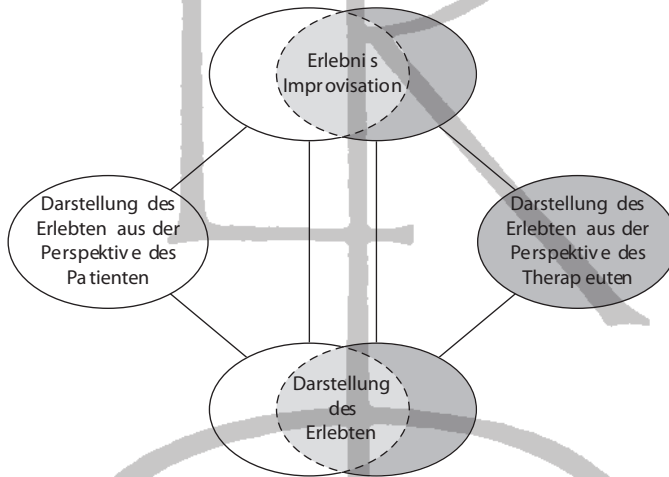 Erlebnis
Improvisation
Darstellung des
Erlebten aus der
Perspektive des
Patienten
Darstellung des
Erlebten aus der
Perspektive des
Therapeuten
Darstellung
des
Erlebten